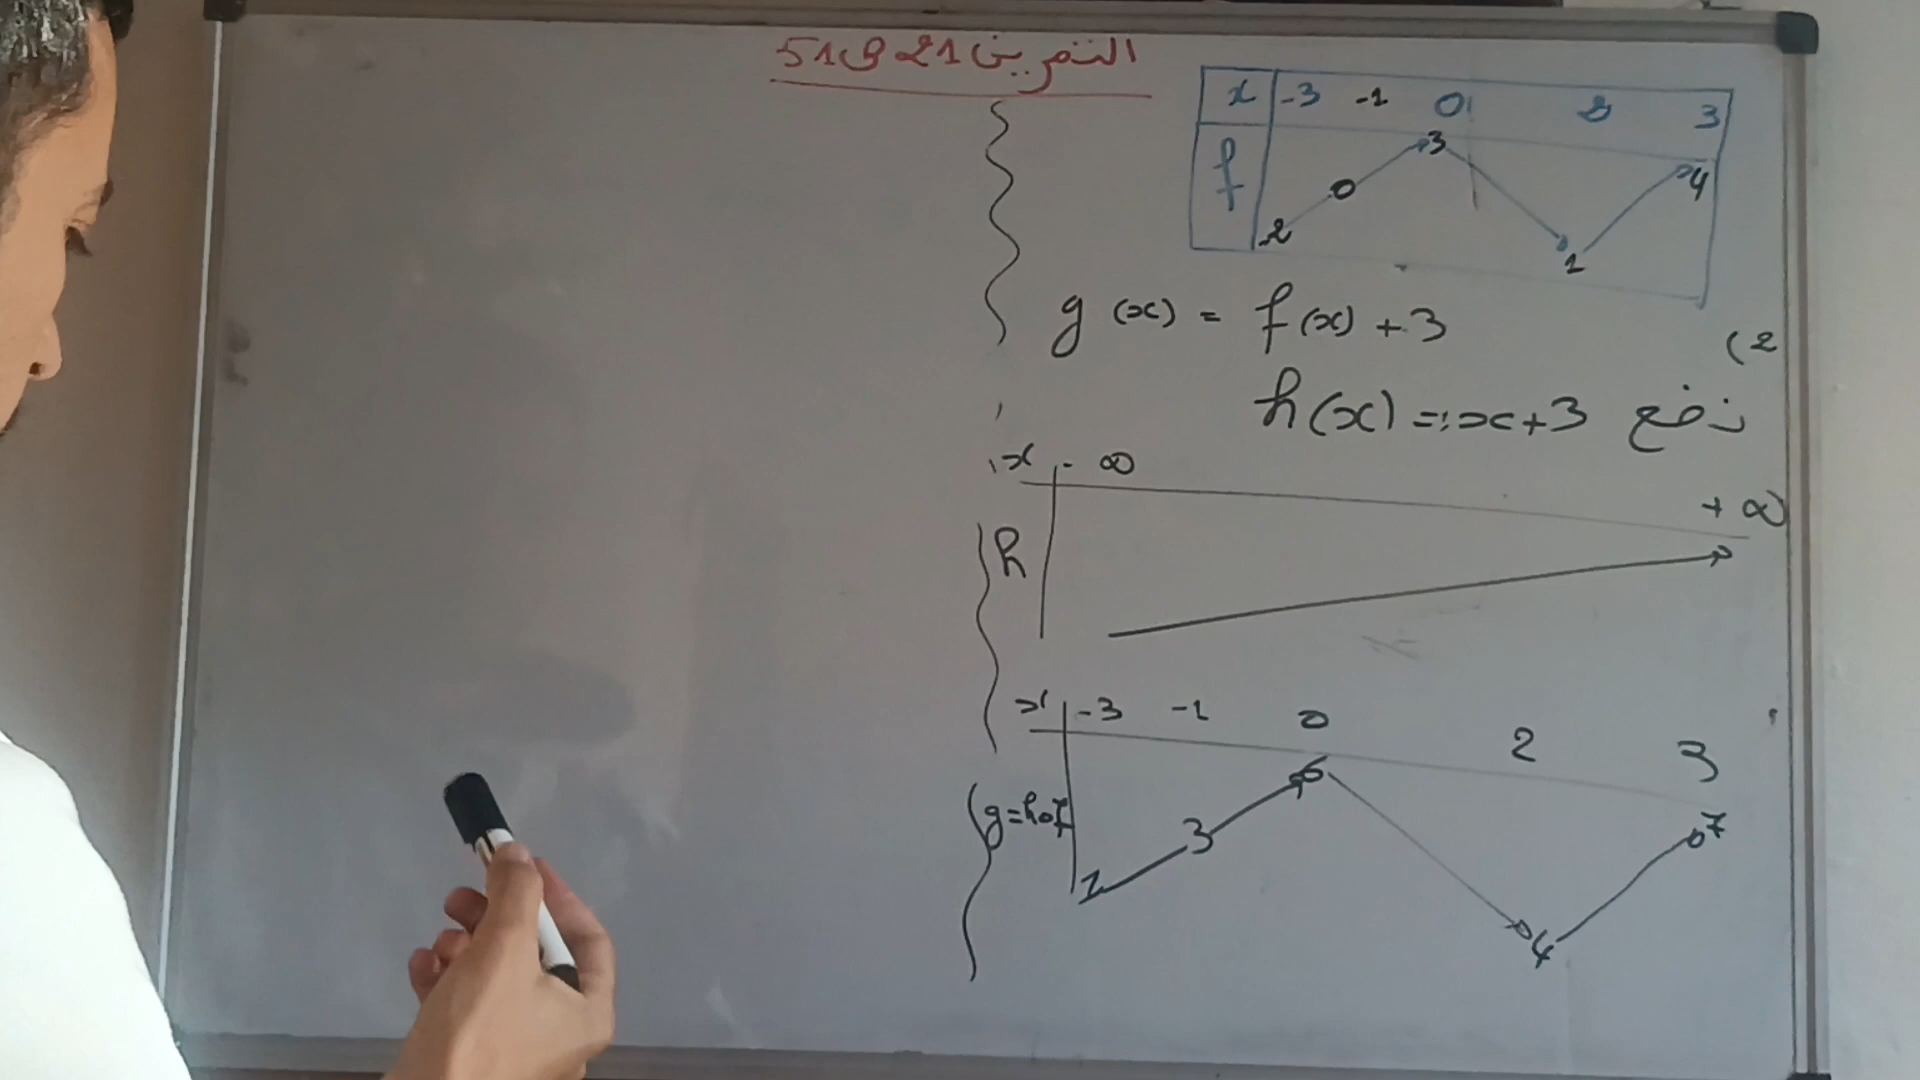 التمرين 21 ص 51
x -3 -1 0 2 3
f -2 0 3 1 4
g(x) = f(x) + 3
(2
نضع h(x) = x+3
x -∞ +∞
h
x -3 -1 0 2 3
g=hof 1 3 6 4 7